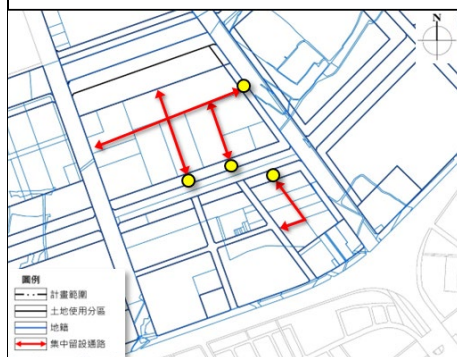 N
圖例
計畫範圍
土地使用分區
地籍
集中留設通路